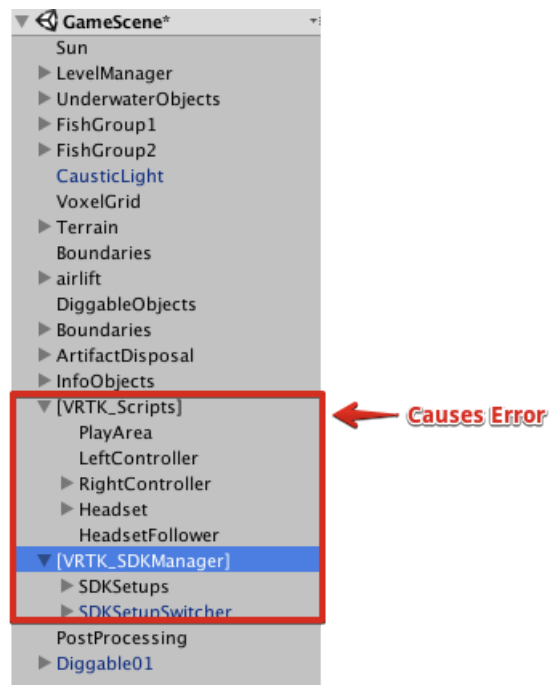 GameScene*
Sun
LevelManager
UnderwaterObjects
FishGroup1
FishGroup2
CausticLight
VoxelGrid
Terrain
Boundaries
airlift
DiggableObjects
Boundaries
ArtifactDisposal
InfoObjects
[VRTK_Scripts]
Causes Error
PlayArea
LeftController
RightController
Headset
HeadsetFollower
[VRTK_SDKManager]
SDKSetups
SDKSetupSwitcher
PostProcessing
Diggable01